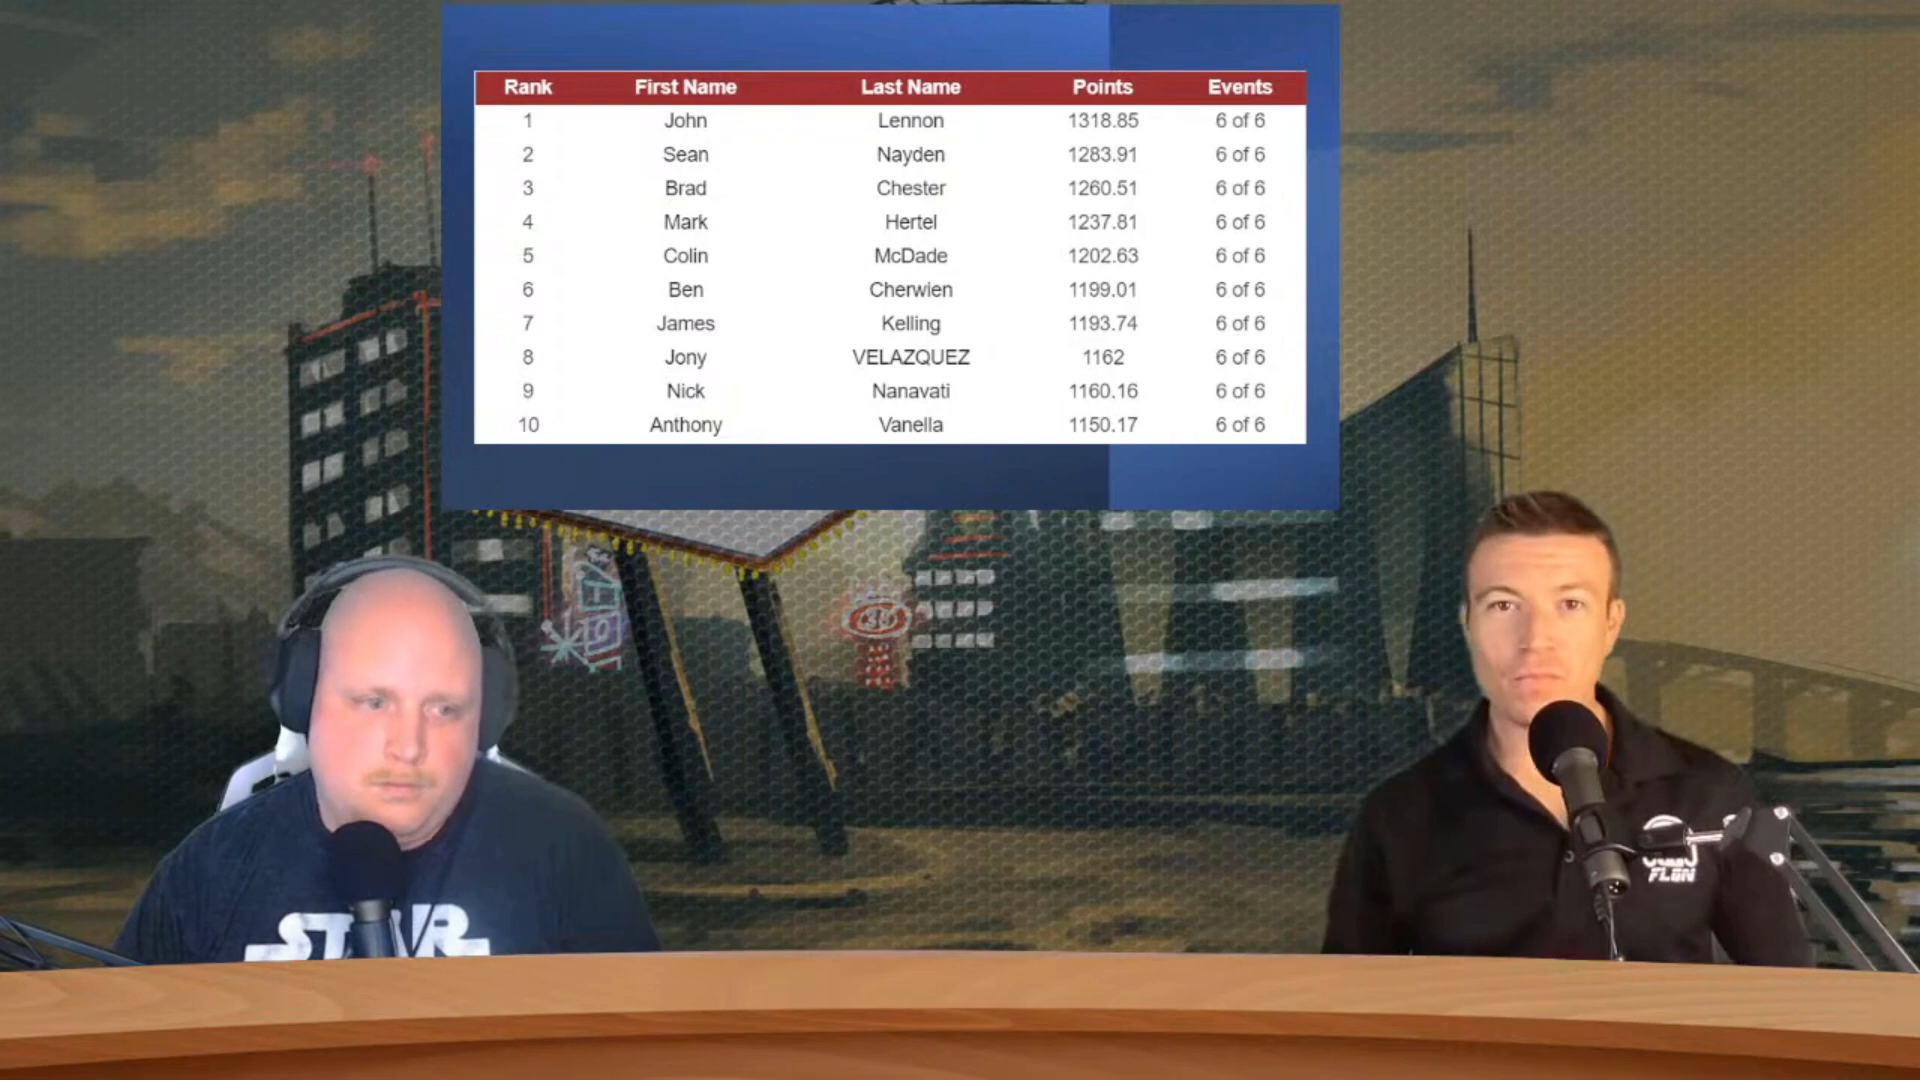 Rank First Name Last Name Points Events
1 John Lennon 1318.85 6 of 6
2 Sean Nayden 1283.91 6 of 6
3 Brad Chester 1260.51 6 of 6
4 Mark Hertel 1237.81 6 of 6
5 Colin McDade 1202.63 6 of 6
6 Ben Cherwien 1199.01 6 of 6
7 James Kelling 1193.74 6 of 6
8 Jony VELAZQUEZ 1162 6 of 6
9 Nick Nanavati 1160.16 6 of 6
10 Anthony Vanella 1150.17 6 of 6
STAR
FLGN